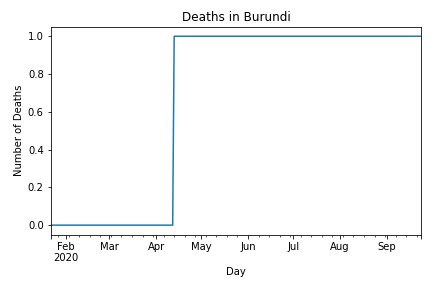 Deaths in Burundi
Number of Deaths
1.0
0.8
0.6
0.4
0.2
0.0
Feb Mar Apr May Jun Jul Aug Sep
2020
Day